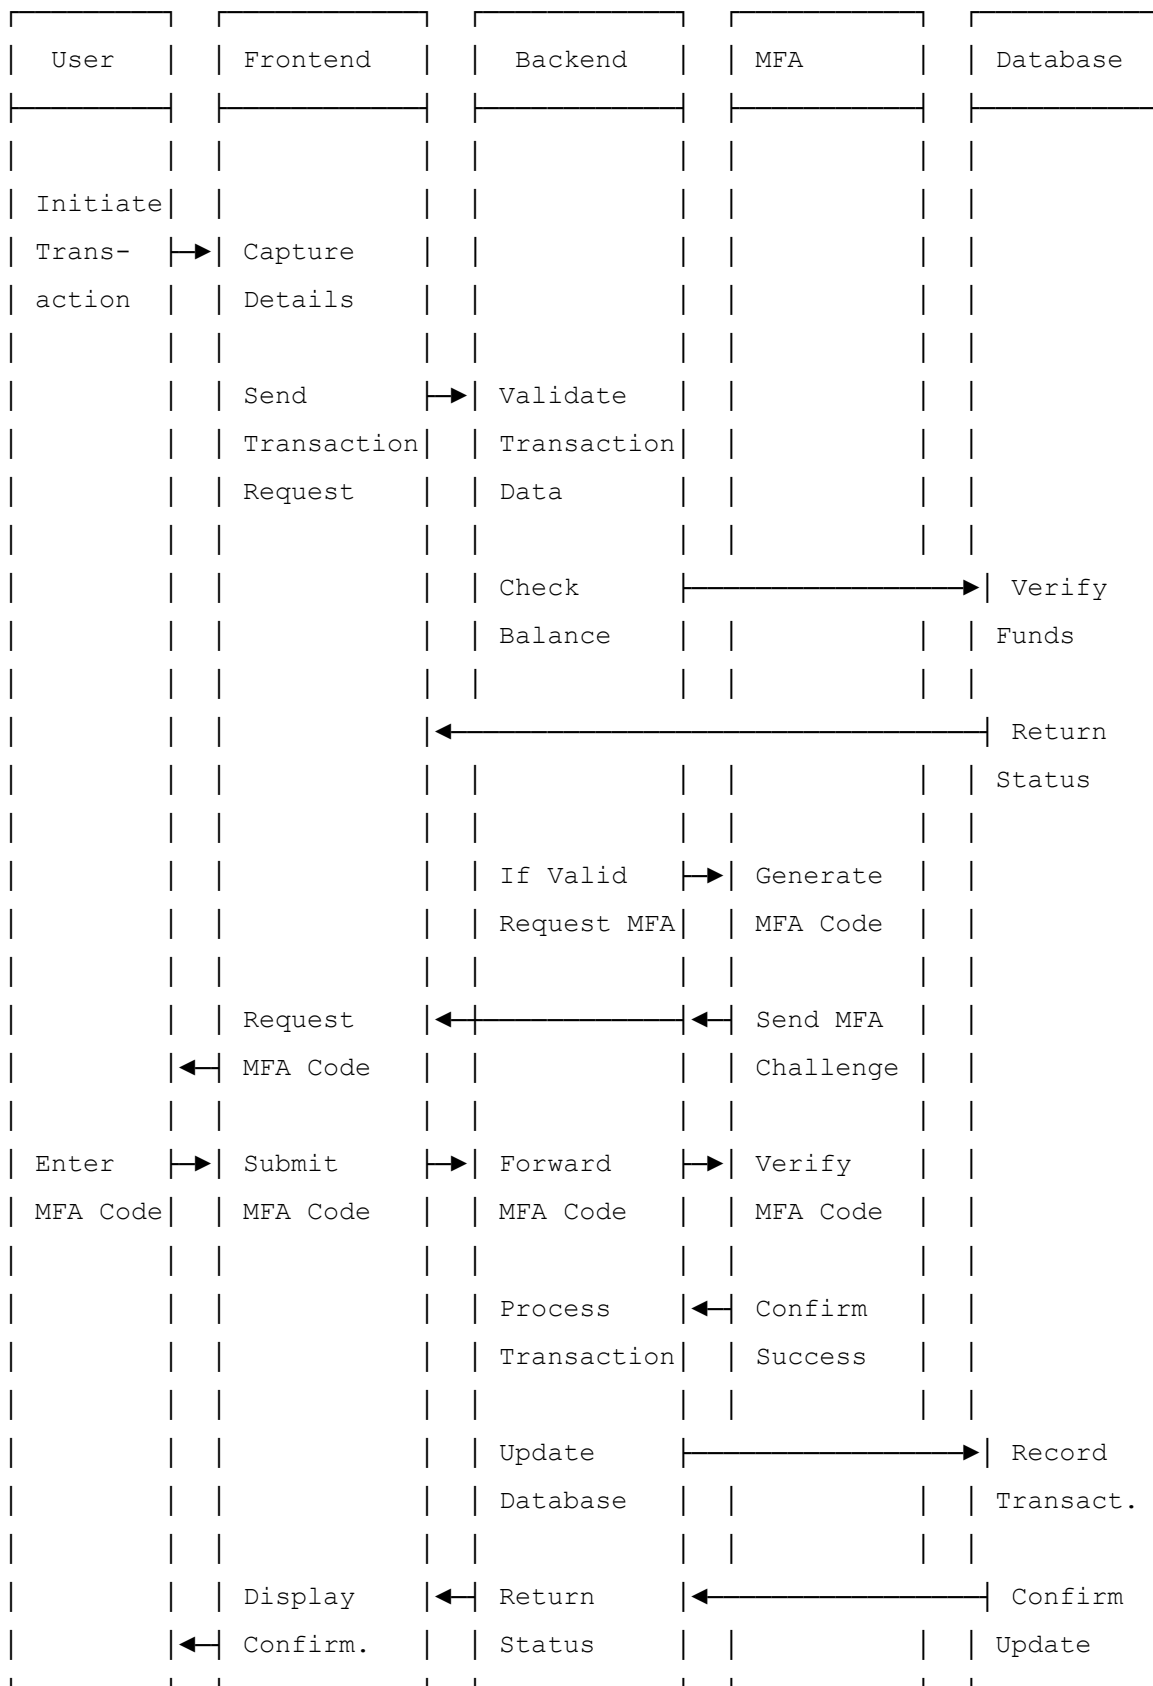 User Frontend Backend MFA Database
Initiate
Trans- Capture
action Details
Send Validate
Transaction Transaction
Request Data
Check Verify
Balance Funds
Return
Status
If Valid Generate
Request MFA MFA Code
Request Send MFA
MFA Code Challenge
Enter Submit Forward Verify
MFA Code MFA Code MFA Code MFA Code
Process Confirm
Transaction Success
Update Record
Database Transact.
Display Return Confirm
Confirm. Status Update